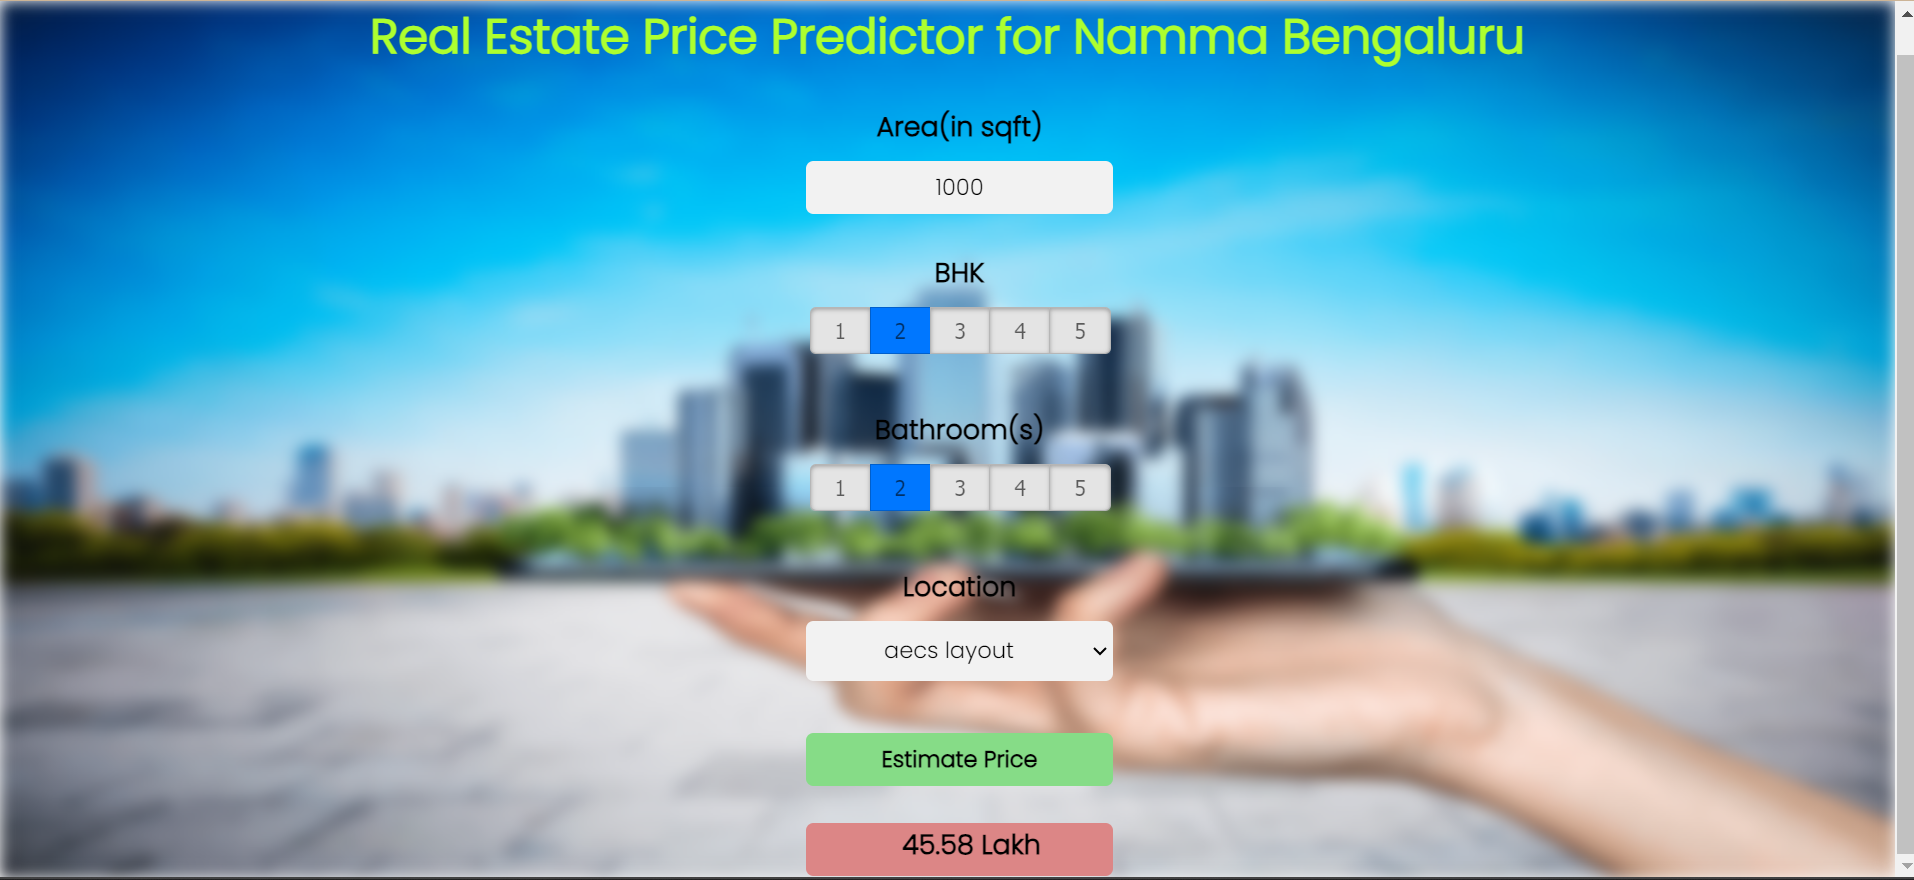 Real Estate Price Predictor for Namma Bengaluru
Area(in sqft)
1000
BHK
1 2 3 4 5
Bathroom(s)
1 2 3 4 5
Location
aecs layout
Estimate Price
45.58 Lakh